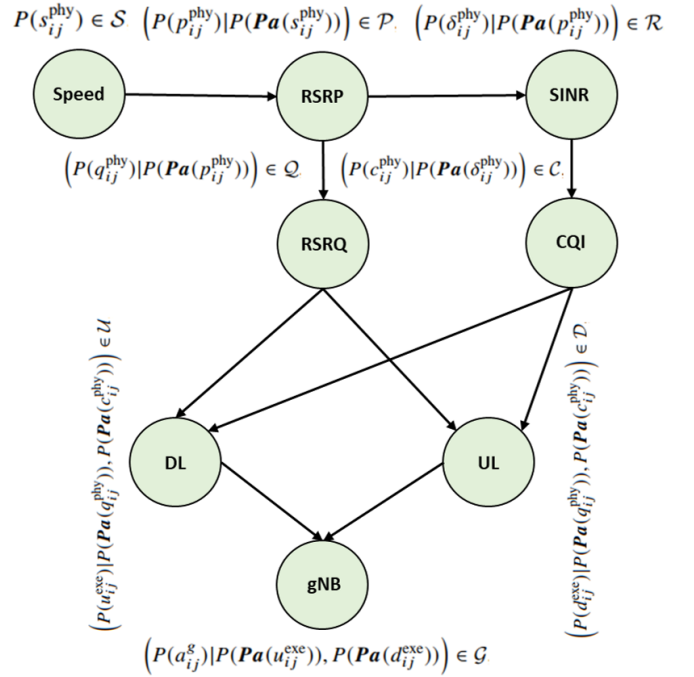 P(s_{ij}^{phy}) ∈ 𝒮. (P(p_{ij}^{phy})|P(Pa(s_{ij}^{phy}))) ∈ 𝒫. (P(δ_{ij}^{phy})|P(Pa(p_{ij}^{phy}))) ∈ ℛ
Speed RSRP SINR
(P(q_{ij}^{phy})|P(Pa(p_{ij}^{phy}))) ∈ 𝒬. (P(c_{ij}^{phy})|P(Pa(δ_{ij}^{phy}))) ∈ 𝒞.
RSRQ CQI
(P(u_{ij}^{exe})|P(Pa(q_{ij}^{phy})), P(Pa(c_{ij}^{phy}))) ∈ 𝒰
(P(d_{ij}^{exe})|P(Pa(q_{ij}^{phy})), P(Pa(c_{ij}^{phy}))) ∈ 𝒟.
DL UL
gNB
(P(a_{ij}^{g})|P(Pa(u_{ij}^{exe})), P(Pa(d_{ij}^{exe}))) ∈ 𝒢.